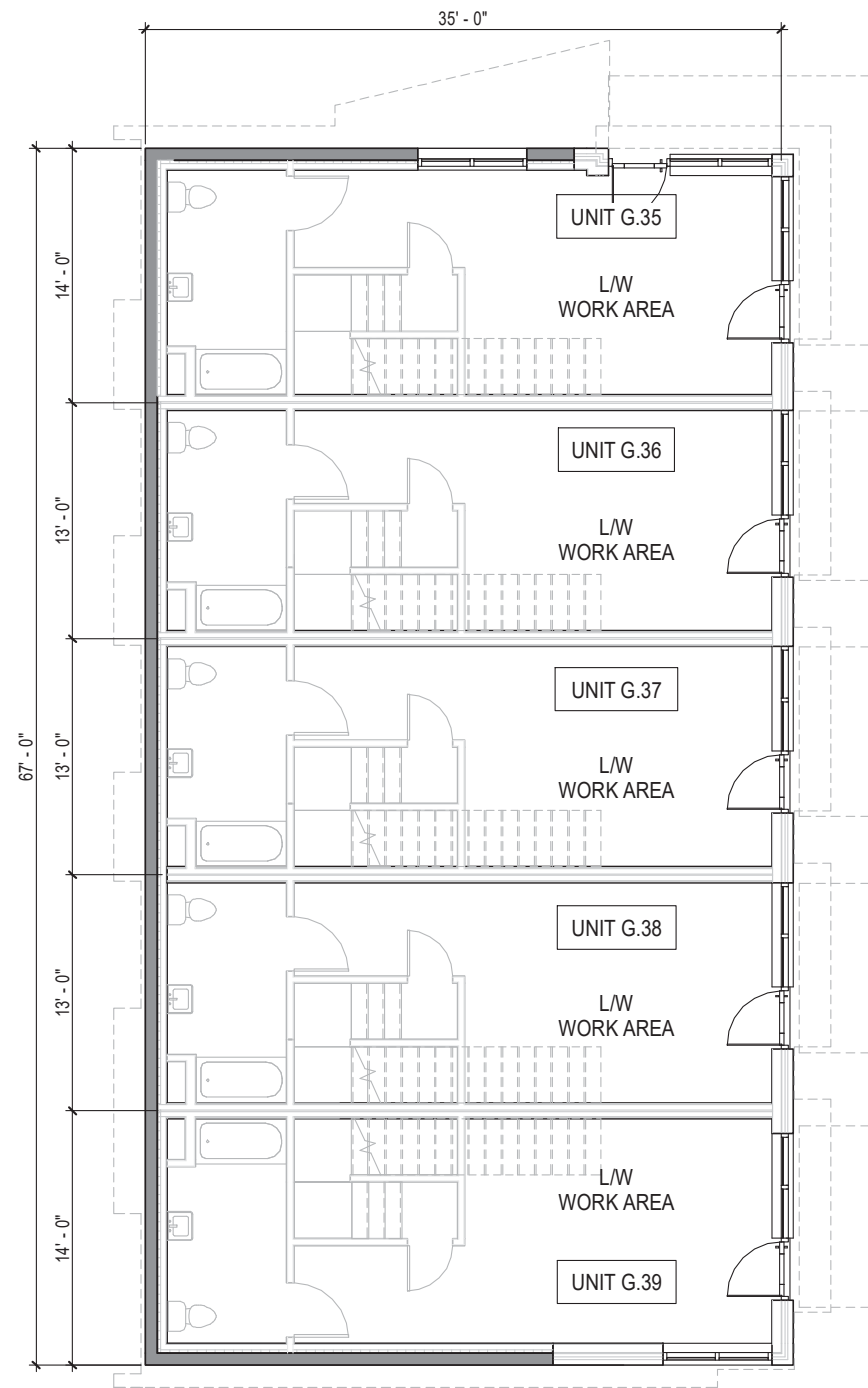 35' - 0"
67' - 0"
14' - 0"
UNIT G.35
L/W
WORK AREA
13' - 0"
UNIT G.36
L/W
WORK AREA
13' - 0"
UNIT G.37
L/W
WORK AREA
13' - 0"
UNIT G.38
L/W
WORK AREA
14' - 0"
L/W
WORK AREA
UNIT G.39